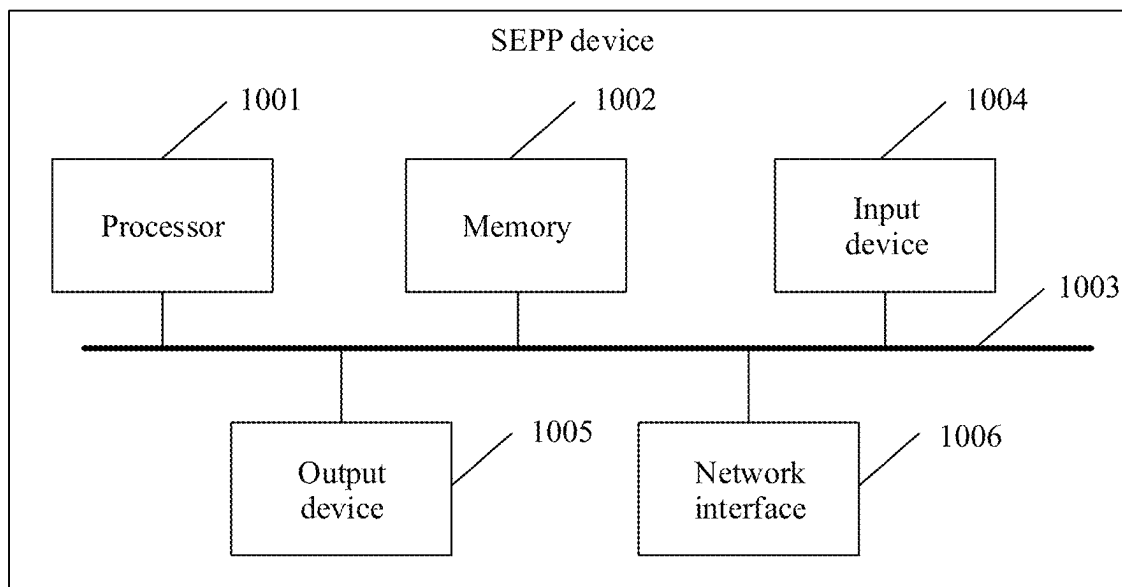 SEPP device
1001
1002
1004
Processor
Memory
Input
device
1003
1005
1006
Output
device
Network
interface